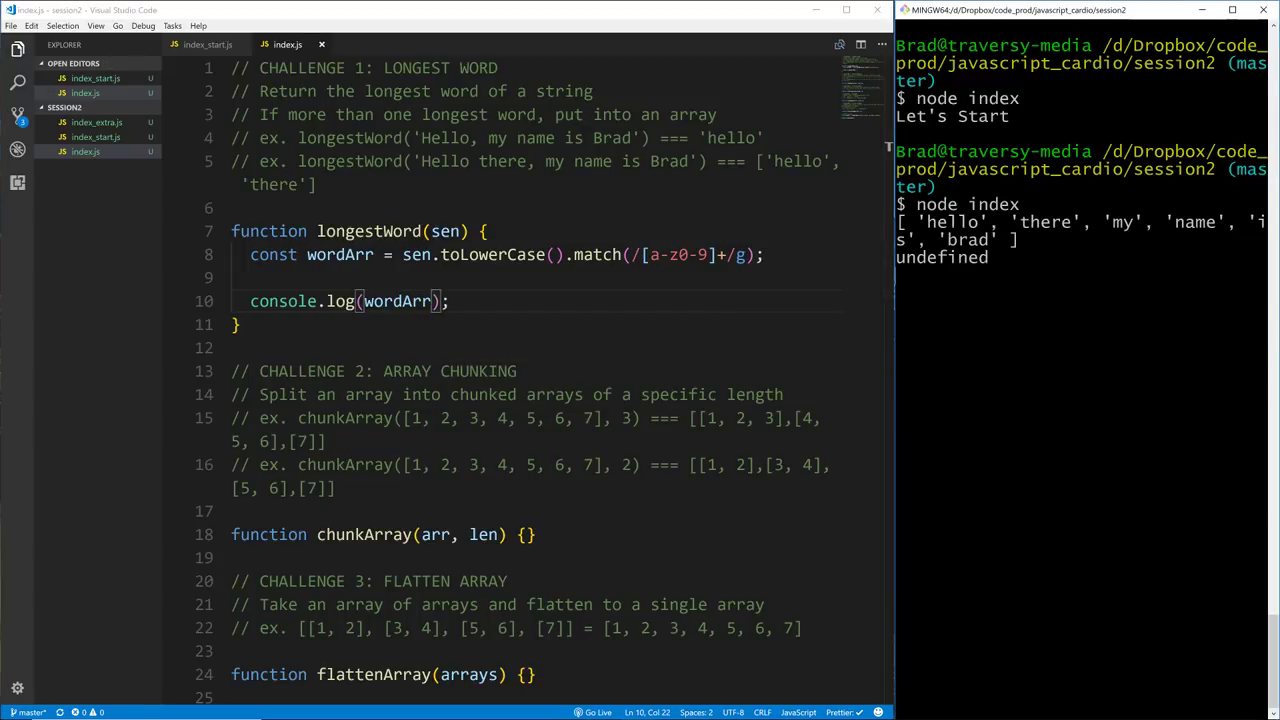 index.js - session2 - Visual Studio Code
File Edit Selection View Go Debug Tasks Help
EXPLORER
OPEN EDITORS
index_start.js U
index.js U
SESSION2
index_extra.js U
index_start.js U
index.js U
3
index_start.js index.js
1 // CHALLENGE 1: LONGEST WORD
2 // Return the longest word of a string
3 // If more than one longest word, put into an array
4 // ex. longestWord('Hello, my name is Brad') === 'hello'
5 // ex. longestWord('Hello there, my name is Brad') === ['hello',
'there']
6
7 function longestWord(sen) {
8 const wordArr = sen.toLowerCase().match(/[a-z0-9]+/g);
9
10 console.log(wordArr);
11 }
12
13 // CHALLENGE 2: ARRAY CHUNKING
14 // Split an array into chunked arrays of a specific length
15 // ex. chunkArray([1, 2, 3, 4, 5, 6, 7], 3) === [[1, 2, 3],[4,
5, 6],[7]]
16 // ex. chunkArray([1, 2, 3, 4, 5, 6, 7], 2) === [[1, 2],[3, 4],
[5, 6],[7]]
17
18 function chunkArray(arr, len) {}
19
20 // CHALLENGE 3: FLATTEN ARRAY
21 // Take an array of arrays and flatten to a single array
22 // ex. [[1, 2], [3, 4], [5, 6], [7]] = [1, 2, 3, 4, 5, 6, 7]
23
24 function flattenArray(arrays) {}
25
master* 0 0 Go Live Ln 10, Col 22 Spaces: 2 UTF-8 CRLF JavaScript Prettier: ✓
MINGW64:/d/Dropbox/code_prod/javascript_cardio/session2
Brad@traversy-media /d/Dropbox/code_
prod/javascript_cardio/session2 (mas
ter)
$ node index
Let's Start
Brad@traversy-media /d/Dropbox/code_
prod/javascript_cardio/session2 (mas
ter)
$ node index
[ 'hello', 'there', 'my', 'name', 'i
s', 'brad' ]
undefined